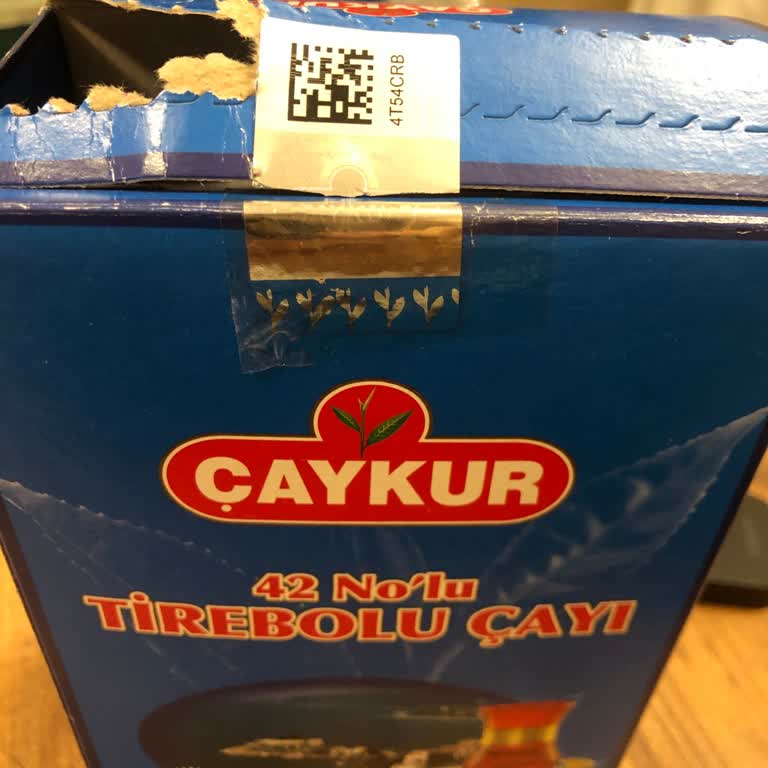 4T54CRB
ÇAYKUR
42 No'lu
TİREBOLU ÇAYI